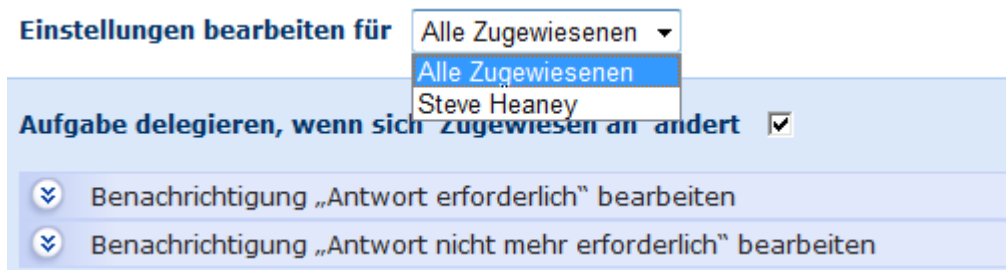 Einstellungen bearbeiten für Alle Zugewiesenen
Alle Zugewiesenen
Steve Heaney
Aufgabe delegieren, wenn sich "Zugewiesen an" ändert
Benachrichtigung „Antwort erforderlich“ bearbeiten
Benachrichtigung „Antwort nicht mehr erforderlich“ bearbeiten